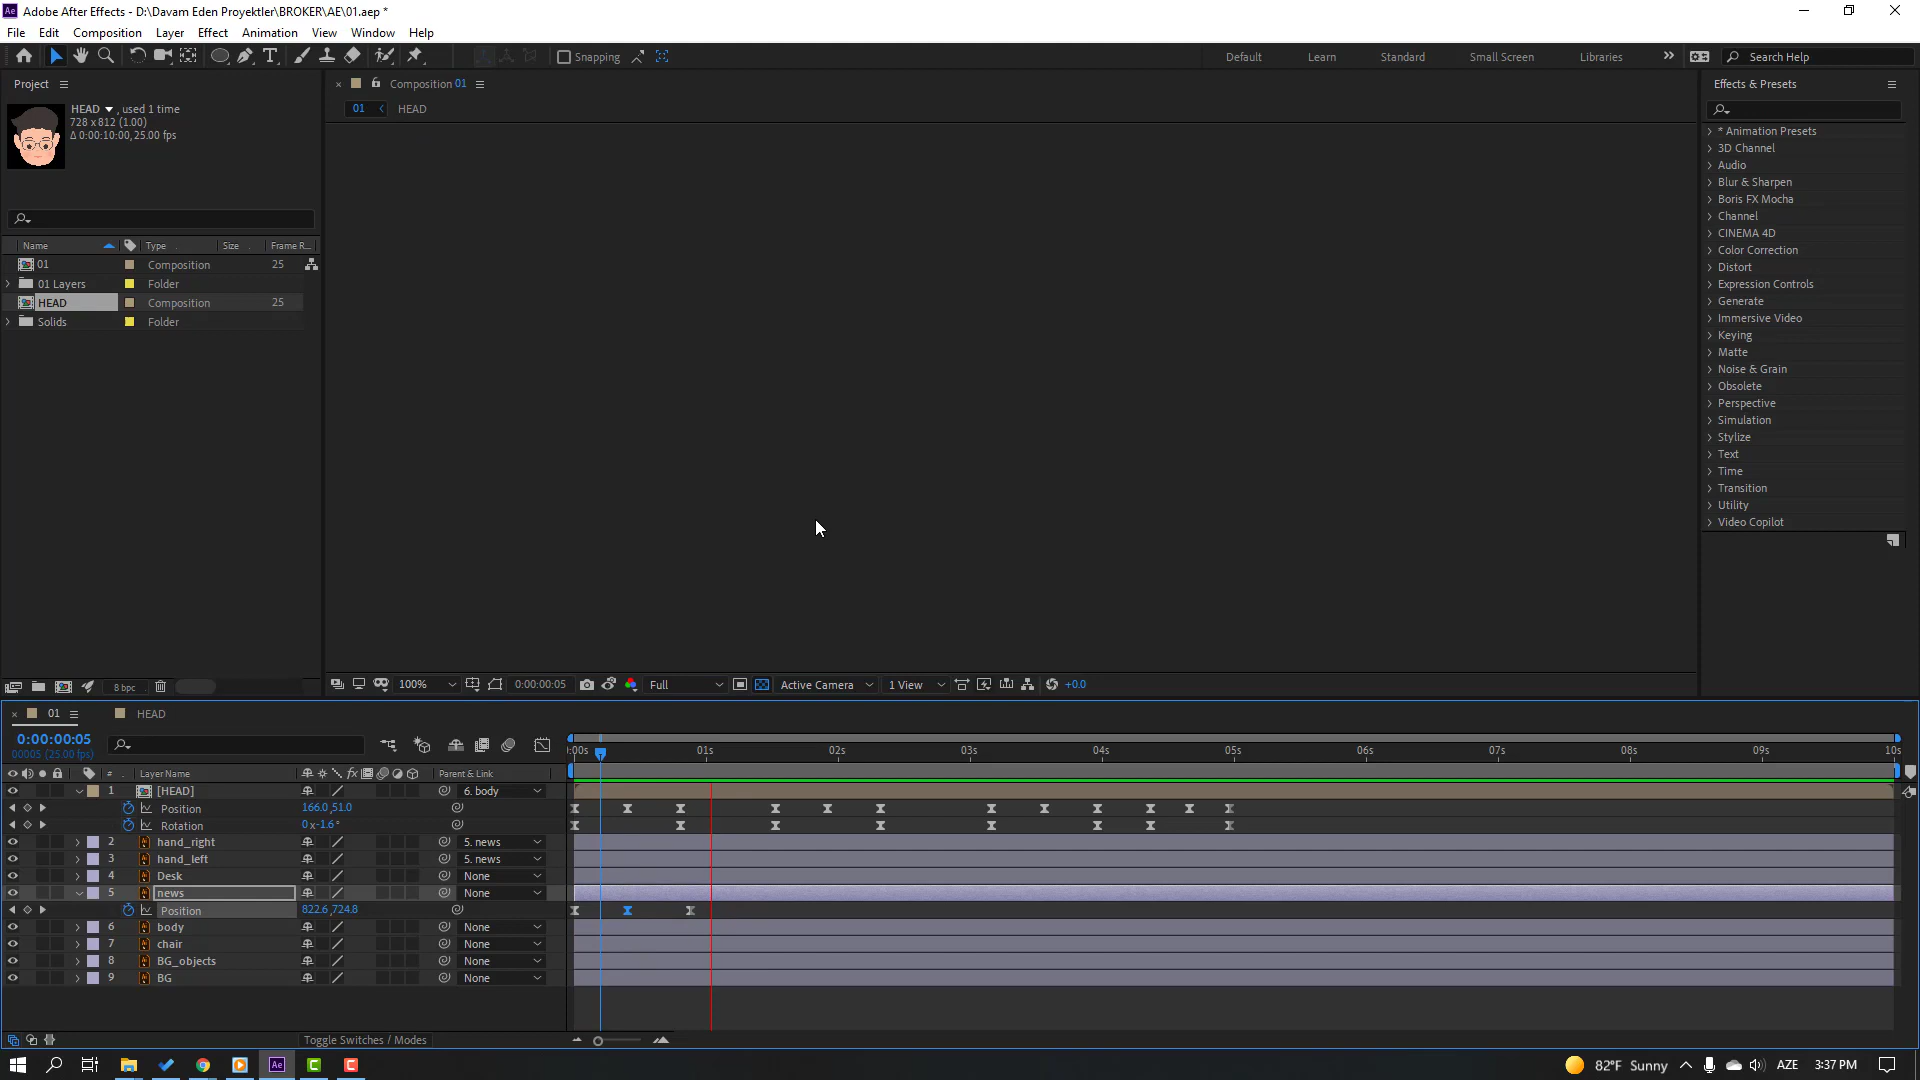 Adobe After Effects - D:\Davam Eden Proyektler\BROKER\AE\01.aep *
File Edit Composition Layer Effect Animation View Window Help
Snapping Default Learn Standard Small Screen Libraries Search Help
Project
HEAD , used 1 time
728 x 812 (1.00)
Δ 0:00:10:00, 25.00 fps
Name Type Size Frame R...
01 Composition 25
01 Layers Folder
HEAD Composition 25
Solids Folder
8 bpc
Composition 01
01 HEAD
100% 0:00:00:05 Full Active Camera 1 View +0.0
Effects & Presets
* Animation Presets
3D Channel
Audio
Blur & Sharpen
Boris FX Mocha
Channel
CINEMA 4D
Color Correction
Distort
Expression Controls
Generate
Immersive Video
Keying
Matte
Noise & Grain
Obsolete
Perspective
Simulation
Stylize
Text
Time
Transition
Utility
Video Copilot
01 HEAD
0:00:00:05
00005 (25.00 fps)
:00s 01s 02s 03s 04s 05s 06s 07s 08s 09s 10s
# Layer Name Parent & Link
1 [HEAD] 6. body
Position 166.0,51.0
Rotation 0x-1.6°
2 hand_right 5. news
3 hand_left 5. news
4 Desk None
5 news None
Position 822.6,724.8
6 body None
7 chair None
8 BG_objects None
9 BG None
Toggle Switches / Modes
82°F Sunny AZE 3:37 PM